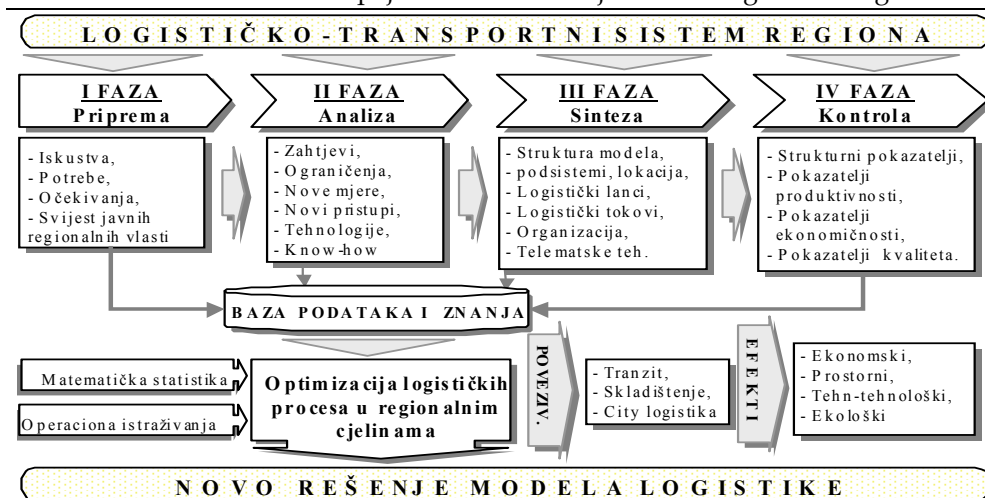 LOGISTIČKO-TRANSPORTNI SISTEM REGIONA
I FAZA
Priprema
II FAZA
Analiza
III FAZA
Sinteza
IV FAZA
Kontrola
- Iskustva,
- Potrebe,
- Očekivanja,
- Svijest javnih
regionalnih vlasti
- Zahtjevi,
- Ograničenja,
- Nove mjere,
- Novi pristupi,
- Tehnologije,
- Know-how
- Struktura modela,
- podsistemi, lokacija,
- Logistički lanci,
- Logistički tokovi,
- Organizacija,
- Telematske teh.
- Strukturni pokazatelji,
- Pokazatelji
produktivnosti,
- Pokazatelji
ekonomičnosti,
- Pokazatelji kvaliteta.
BAZA PODATAKA I ZNANJA
Matematička statistika
Operaciona istraživanja
Optimizacija logističkih
procesa u regionalnim
cjelinama
POVEZIV.
- Tranzit,
- Skladištenje,
- City logistika
EFEKTI
- Ekonomski,
- Prostorni,
- Tehn-tehnološki,
- Ekološki
NOVO REŠENJE MODELA LOGISTIKE